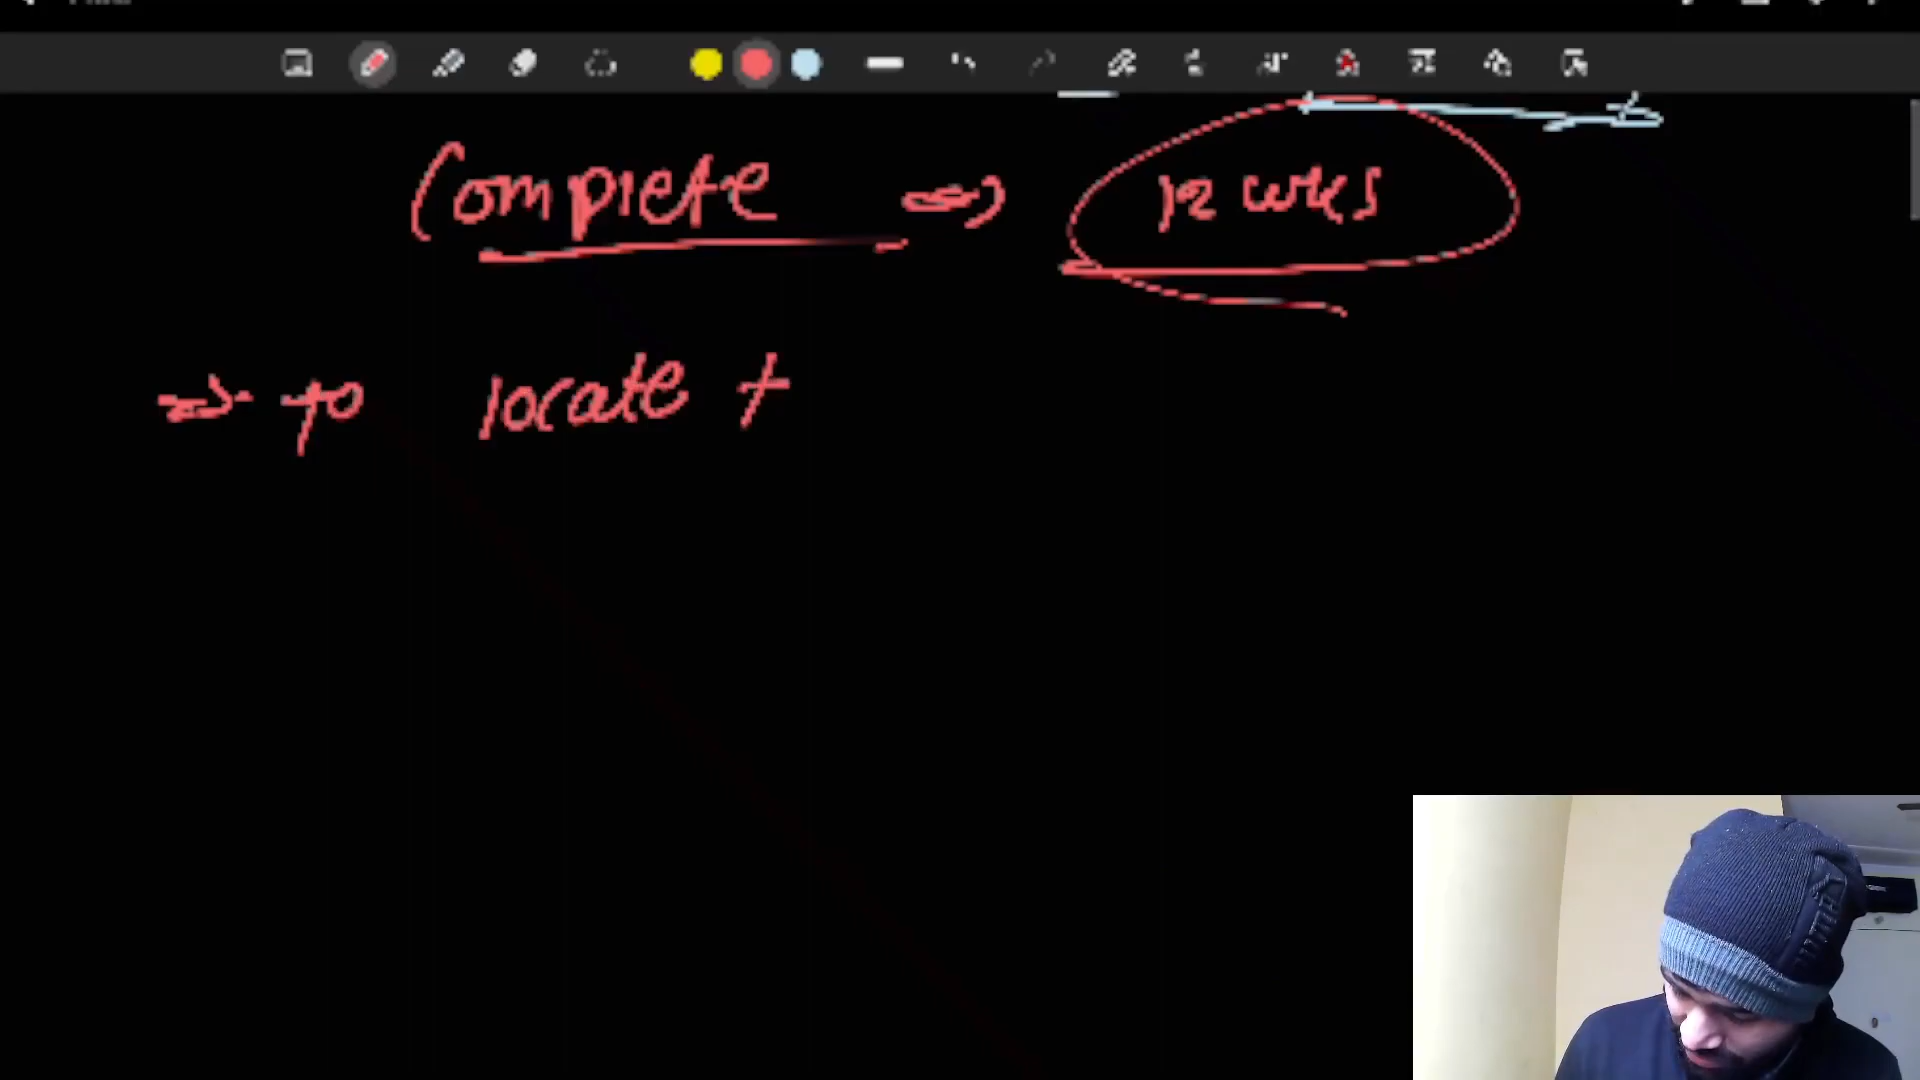 Complete => 12 wks
=> to locate +